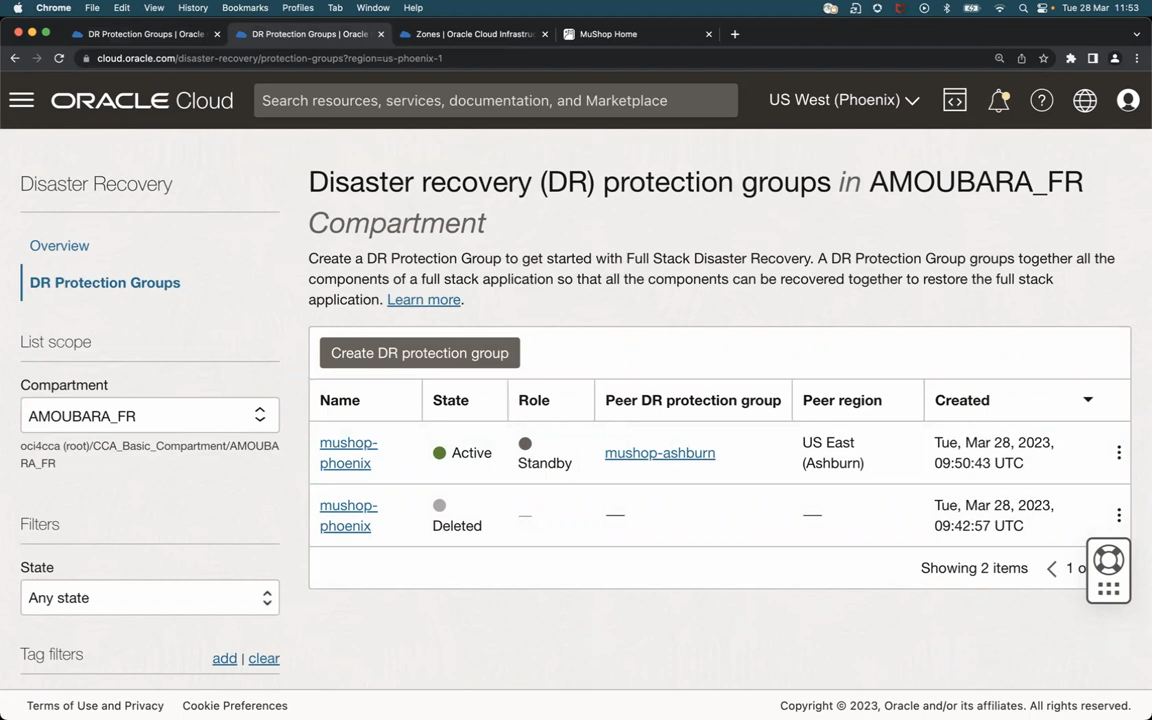 Chrome File Edit View History Bookmarks Profiles Tab Window Help Tue 28 Mar 11:53
DR Protection Groups | Oracle DR Protection Groups | Oracle Zones | Oracle Cloud Infrastruc MuShop Home
cloud.oracle.com/disaster-recovery/protection-groups?region=us-phoenix-1
ORACLE Cloud Search resources, services, documentation, and Marketplace US West (Phoenix)
Disaster Recovery
Overview
DR Protection Groups
List scope
Compartment
AMOUBARA_FR
oci4cca (root)/CCA_Basic_Compartment/AMOUBA
RA_FR
Filters
State
Any state
Tag filters add | clear
Disaster recovery (DR) protection groups in AMOUBARA_FR
Compartment
Create a DR Protection Group to get started with Full Stack Disaster Recovery. A DR Protection Group groups together all the
components of a full stack application so that all the components can be recovered together to restore the full stack
application. Learn more.
Create DR protection group
Name State Role Peer DR protection group Peer region Created
mushop-phoenix Active Standby mushop-ashburn US East (Ashburn) Tue, Mar 28, 2023, 09:50:43 UTC
mushop-phoenix Deleted — — — Tue, Mar 28, 2023, 09:42:57 UTC
Showing 2 items 1 o
Terms of Use and Privacy Cookie Preferences Copyright © 2023, Oracle and/or its affiliates. All rights reserved.